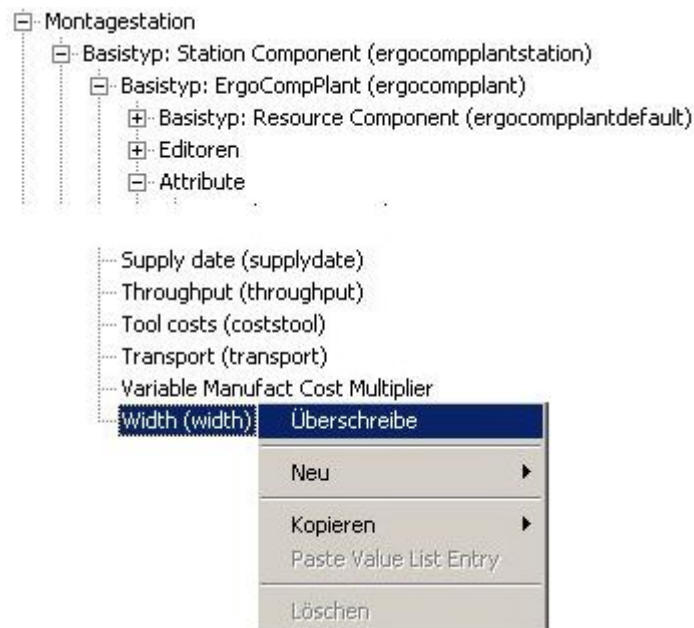 Montagestation
Basistyp: Station Component (ergocompplantstation)
Basistyp: ErgoCompPlant (ergocompplant)
Basistyp: Resource Component (ergocompplantdefault)
Editoren
Attribute
Supply date (supplydate)
Throughput (throughput)
Tool costs (coststool)
Transport (transport)
Variable Manufact Cost Multiplier
Width (width) Überschreibe
Neu
Kopieren
Paste Value List Entry
Löschen